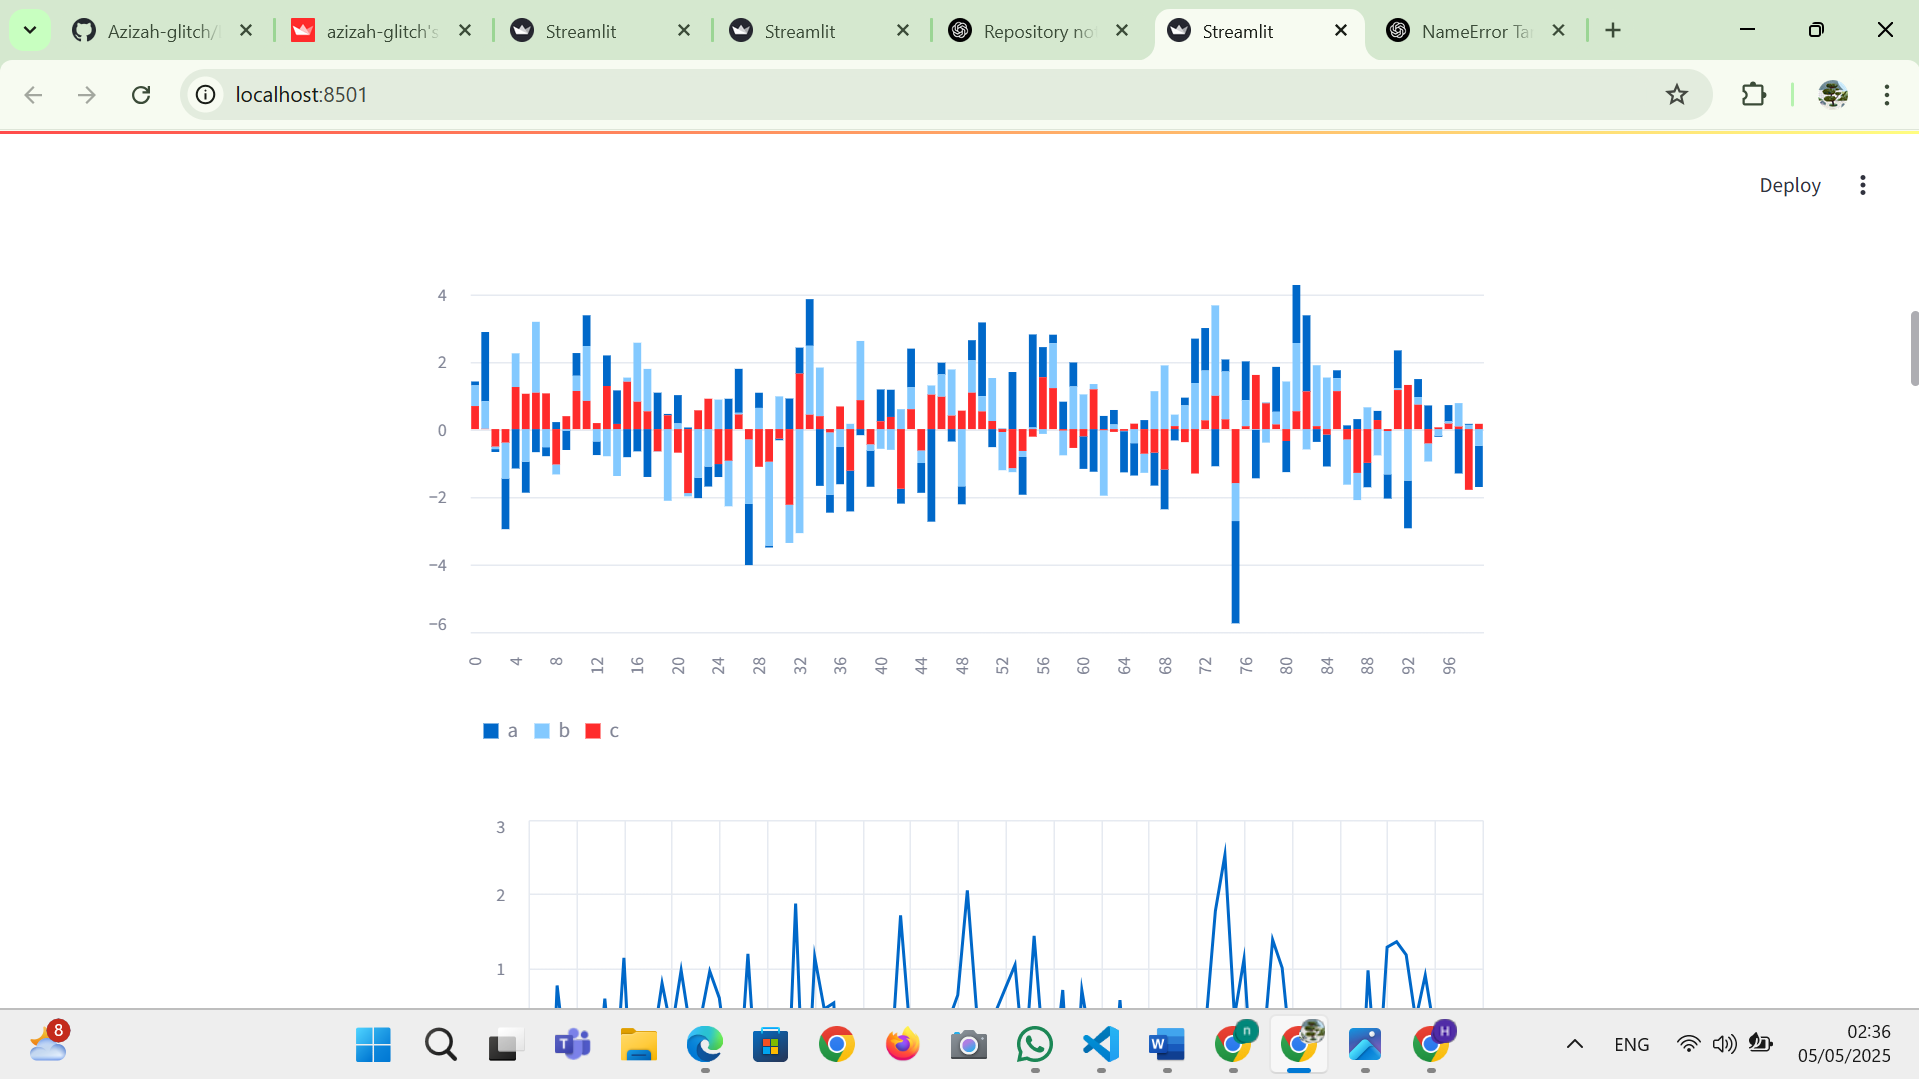 Azizah-glitch/
azizah-glitch's
Streamlit
Streamlit
Repository no
Streamlit
NameError Ta
localhost:8501
Deploy
4
2
0
−2
−4
−6
0 4 8 12 16 20 24 28 32 36 40 44 48 52 56 60 64 68 72 76 80 84 88 92 96
a b c
3
2
1
8
n
H
ENG
02:36
05/05/2025